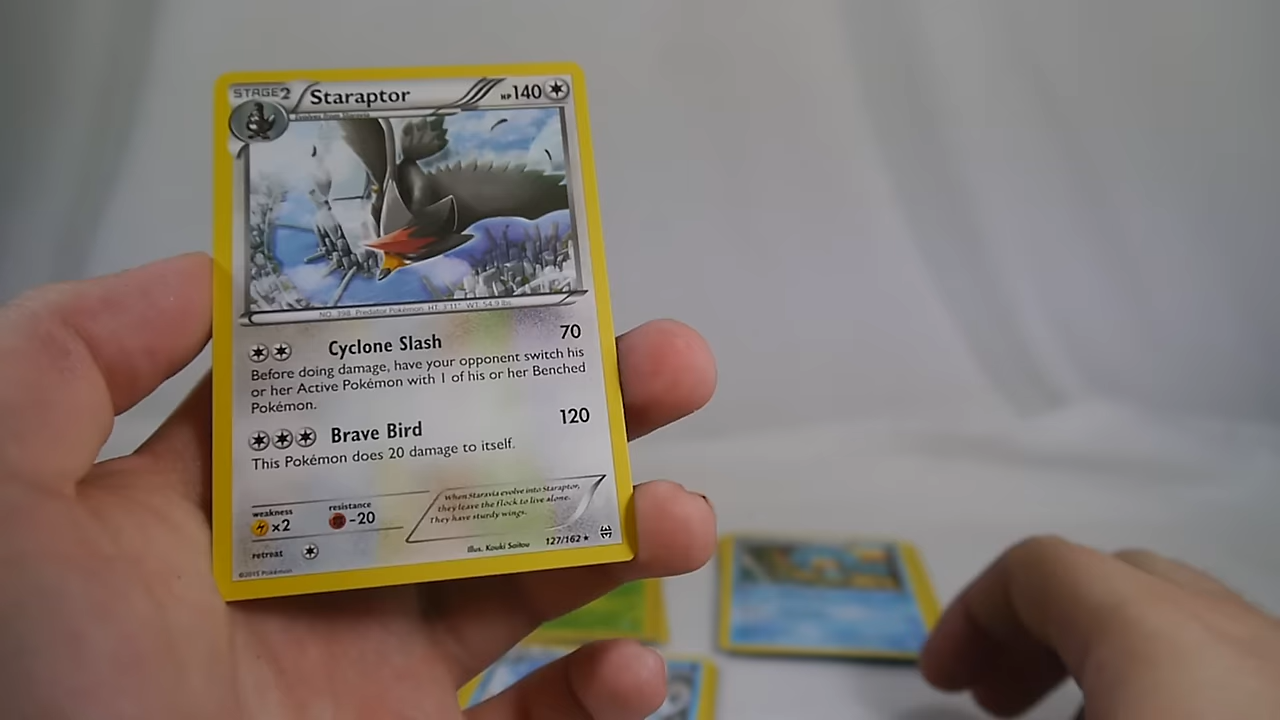 STAGE2 Staraptor HP140
Evolves from Staravia
NO. 398 Predator Pokémon HT: 3'11" WT: 54.9 lbs.
Cyclone Slash 70
Before doing damage, have your opponent switch his
or her Active Pokémon with 1 of his or her Benched
Pokémon.
Brave Bird 120
This Pokémon does 20 damage to itself.
weakness resistance
×2 -20
When Staravia evolve into Staraptor,
they leave the flock to live alone.
They have sturdy wings.
retreat
Illus. Kouki Saitou 127/162 ★
©2015 Pokémon